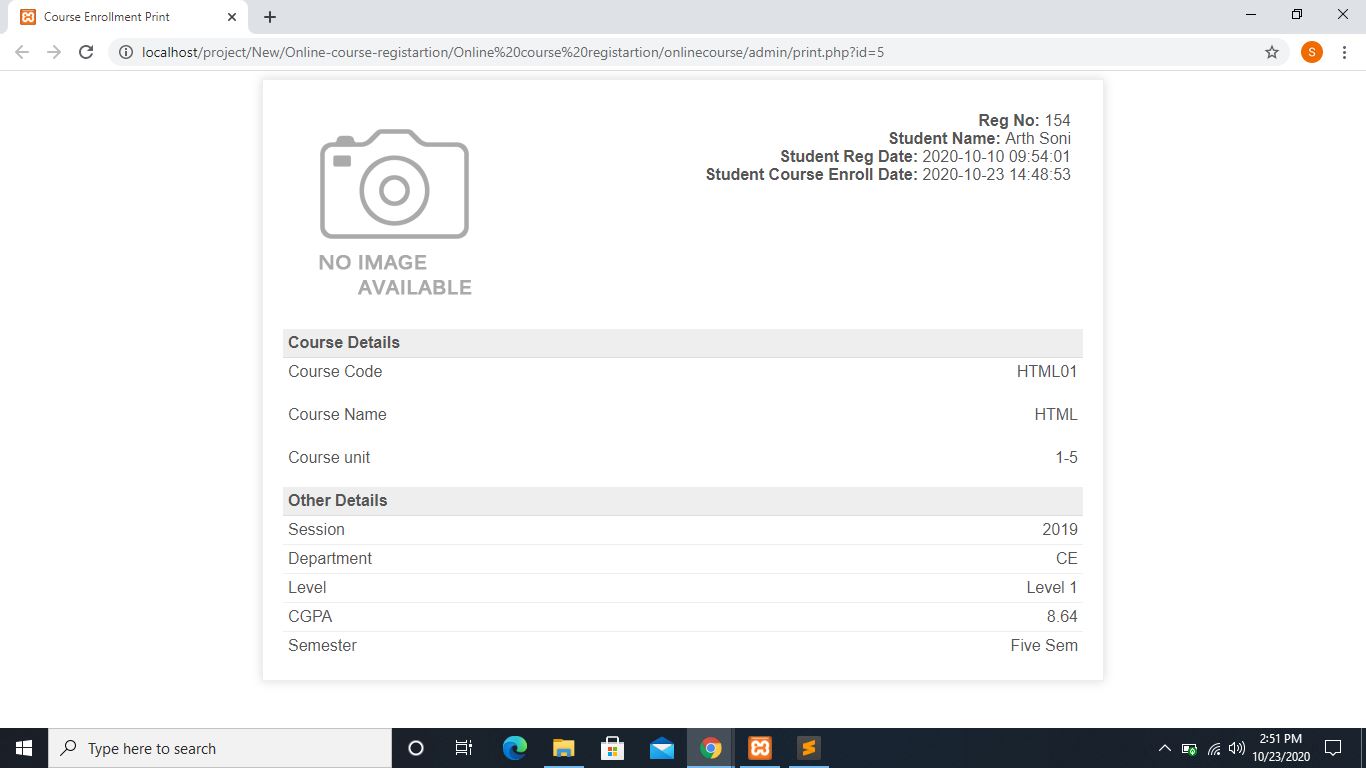 Course Enrollment Print
localhost/project/New/Online-course-registartion/Online%20course%20registartion/onlinecourse/admin/print.php?id=5
S
Reg No: 154
Student Name: Arth Soni
Student Reg Date: 2020-10-10 09:54:01
Student Course Enroll Date: 2020-10-23 14:48:53
NO IMAGE
AVAILABLE
Course Details
Course Code HTML01
Course Name HTML
Course unit 1-5
Other Details
Session 2019
Department CE
Level Level 1
CGPA 8.64
Semester Five Sem
Type here to search
2:51 PM
10/23/2020